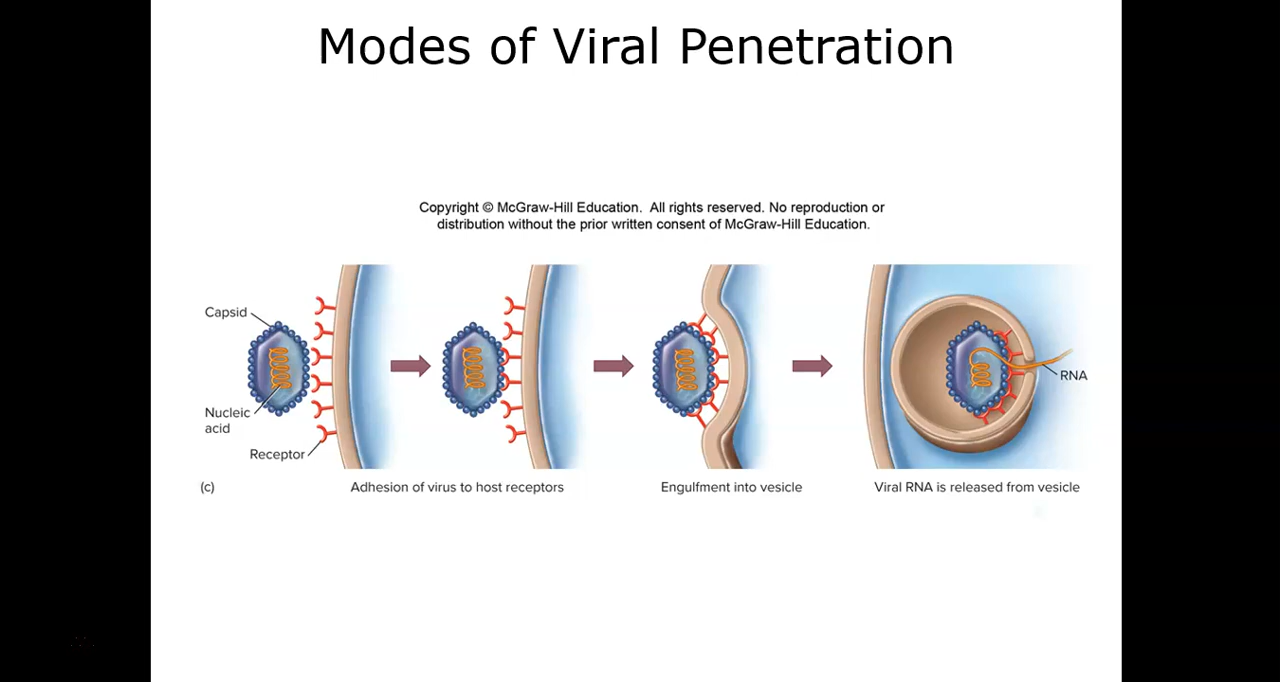 Modes of Viral Penetration
Copyright © McGraw-Hill Education. All rights reserved. No reproduction or
distribution without the prior written consent of McGraw-Hill Education.
Capsid
Nucleic
acid
Receptor
RNA
(c)
Adhesion of virus to host receptors
Engulfment into vesicle
Viral RNA is released from vesicle